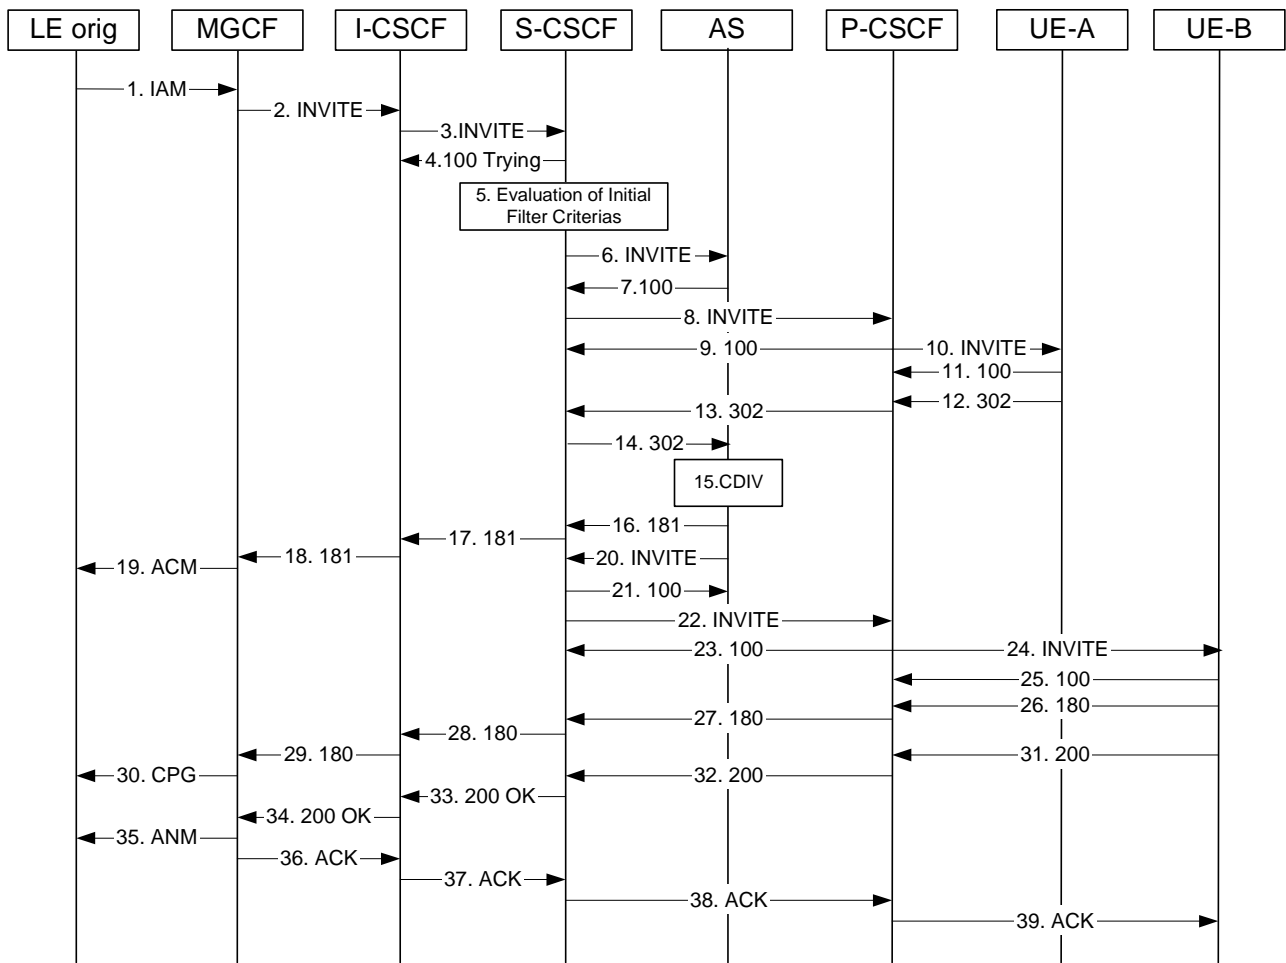 LE orig
MGCF
I-CSCF
S-CSCF
AS
P-CSCF
UE-A
UE-B
1. IAM
2. INVITE
3.INVITE
4.100 Trying
5. Evaluation of Initial
Filter Criterias
6. INVITE
7.100
8. INVITE
9. 100
10. INVITE
11. 100
12. 302
13. 302
14. 302
15.CDIV
16. 181
17. 181
18. 181
19. ACM
20. INVITE
21. 100
22. INVITE
23. 100
24. INVITE
25. 100
26. 180
27. 180
28. 180
29. 180
30. CPG
31. 200
32. 200
33. 200 OK
34. 200 OK
35. ANM
36. ACK
37. ACK
38. ACK
39. ACK